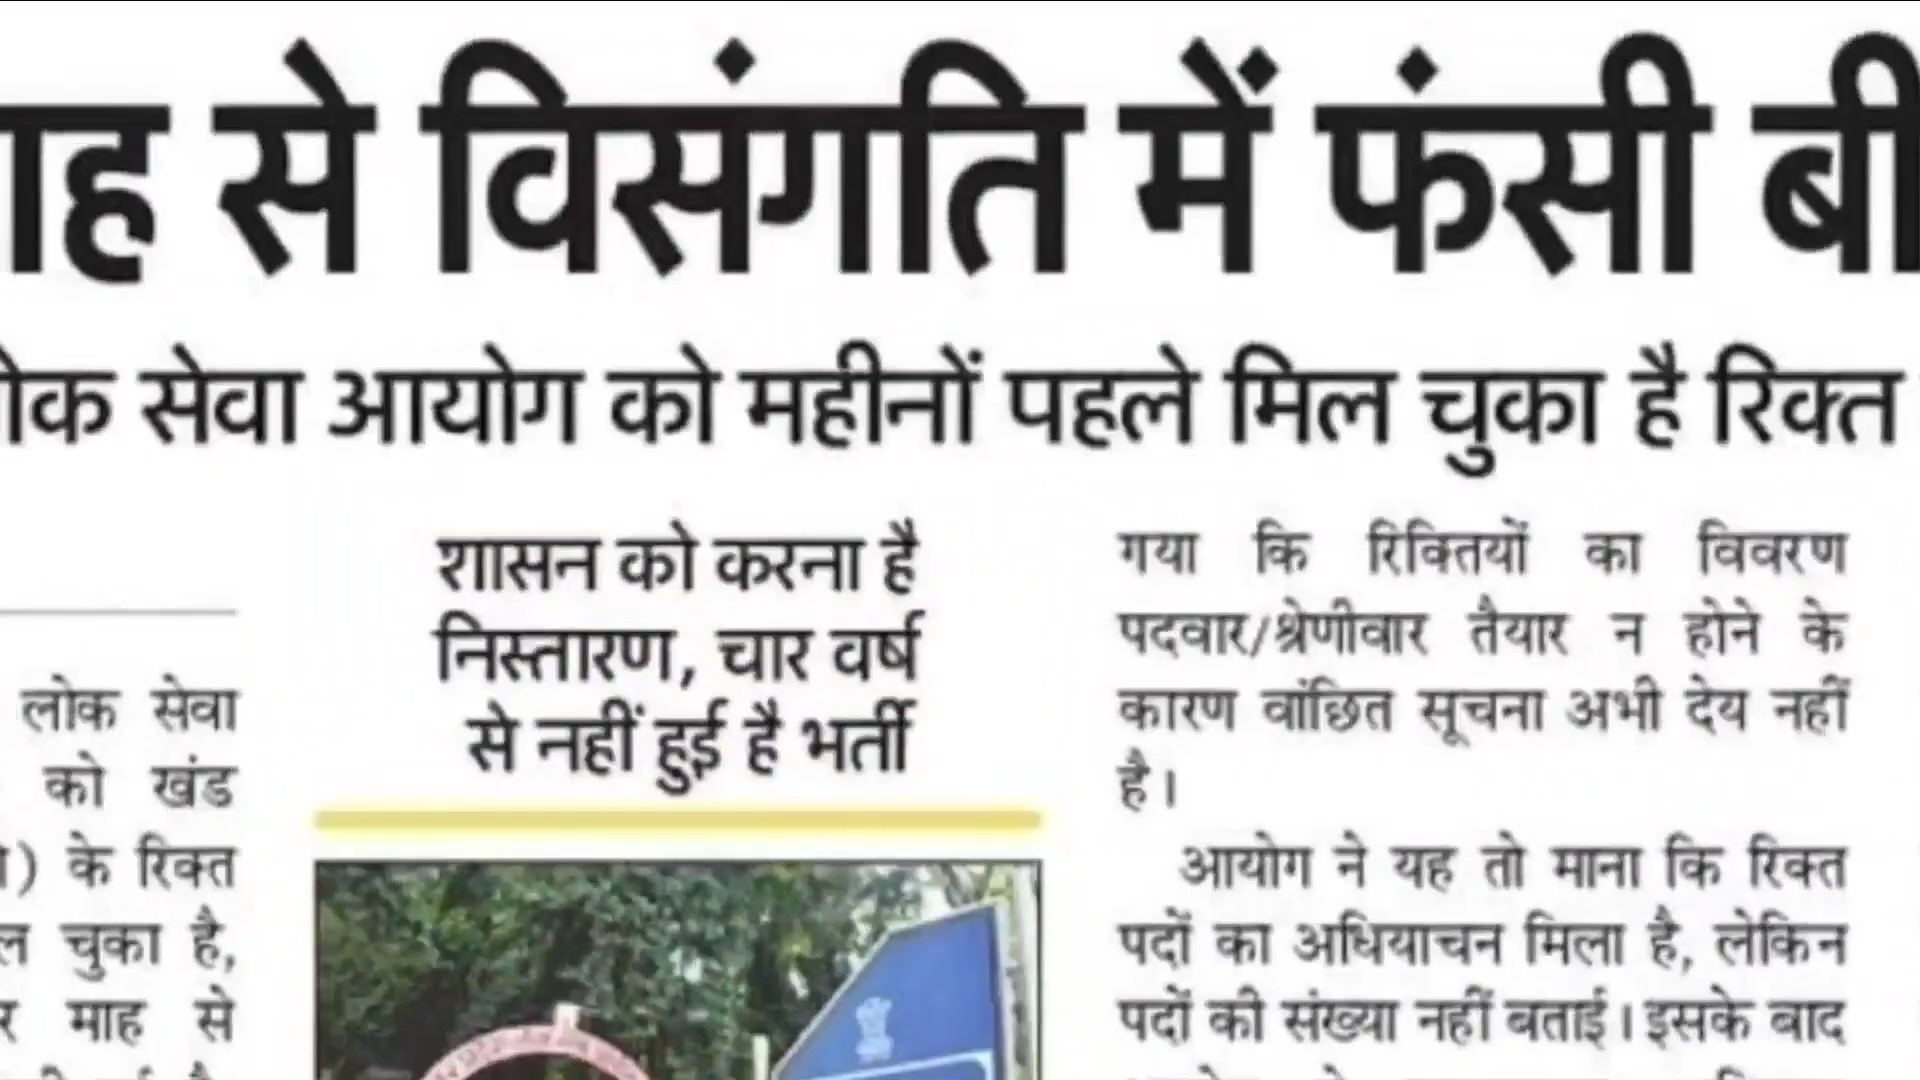 से विसंगति में फंसी
सेवा आयोग को महीनों पहले मिल चुका है रिक्त
लोक सेवा
को खंड
के रिक्त
चुका है,
माह से
शासन को करना है
निस्तारण, चार वर्ष
से नहीं हुई है भर्ती
गया कि रिक्तियों का विवरण
पदवार/श्रेणीवार तैयार न होने के
कारण वांछित सूचना अभी देय नहीं
है।
आयोग ने यह तो माना कि रिक्त
पदों का अधियाचन मिला है, लेकिन
पदों की संख्या नहीं बताई। इसके बाद